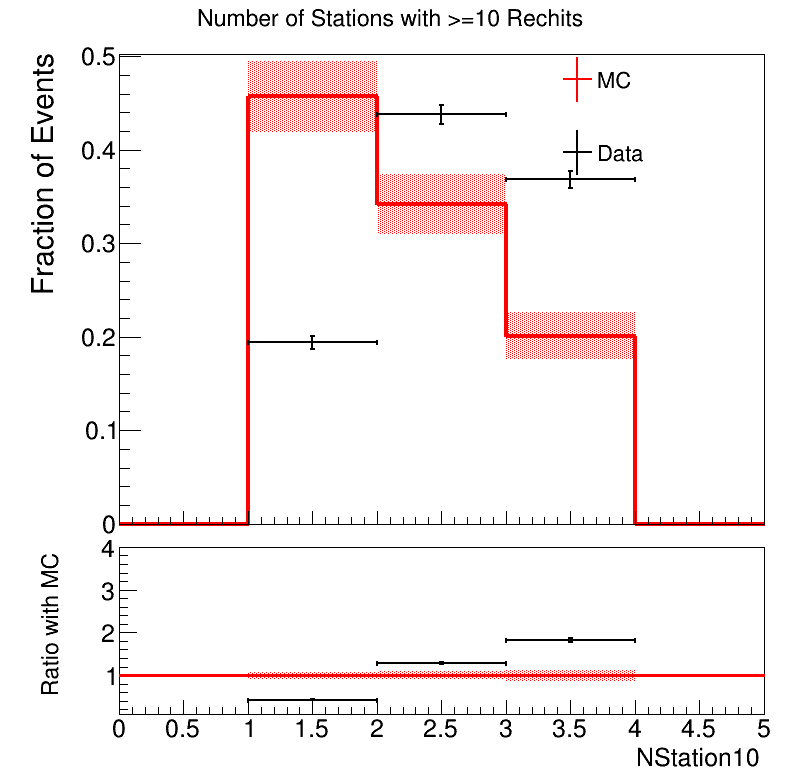 Number of Stations with >=10 Rechits
Fraction of Events
0.5
0.4
0.3
0.2
0.1
0
MC
Data
Ratio with MC
4
3
2
1
0 0.5 1 1.5 2 2.5 3 3.5 4 4.5 5
NStation10